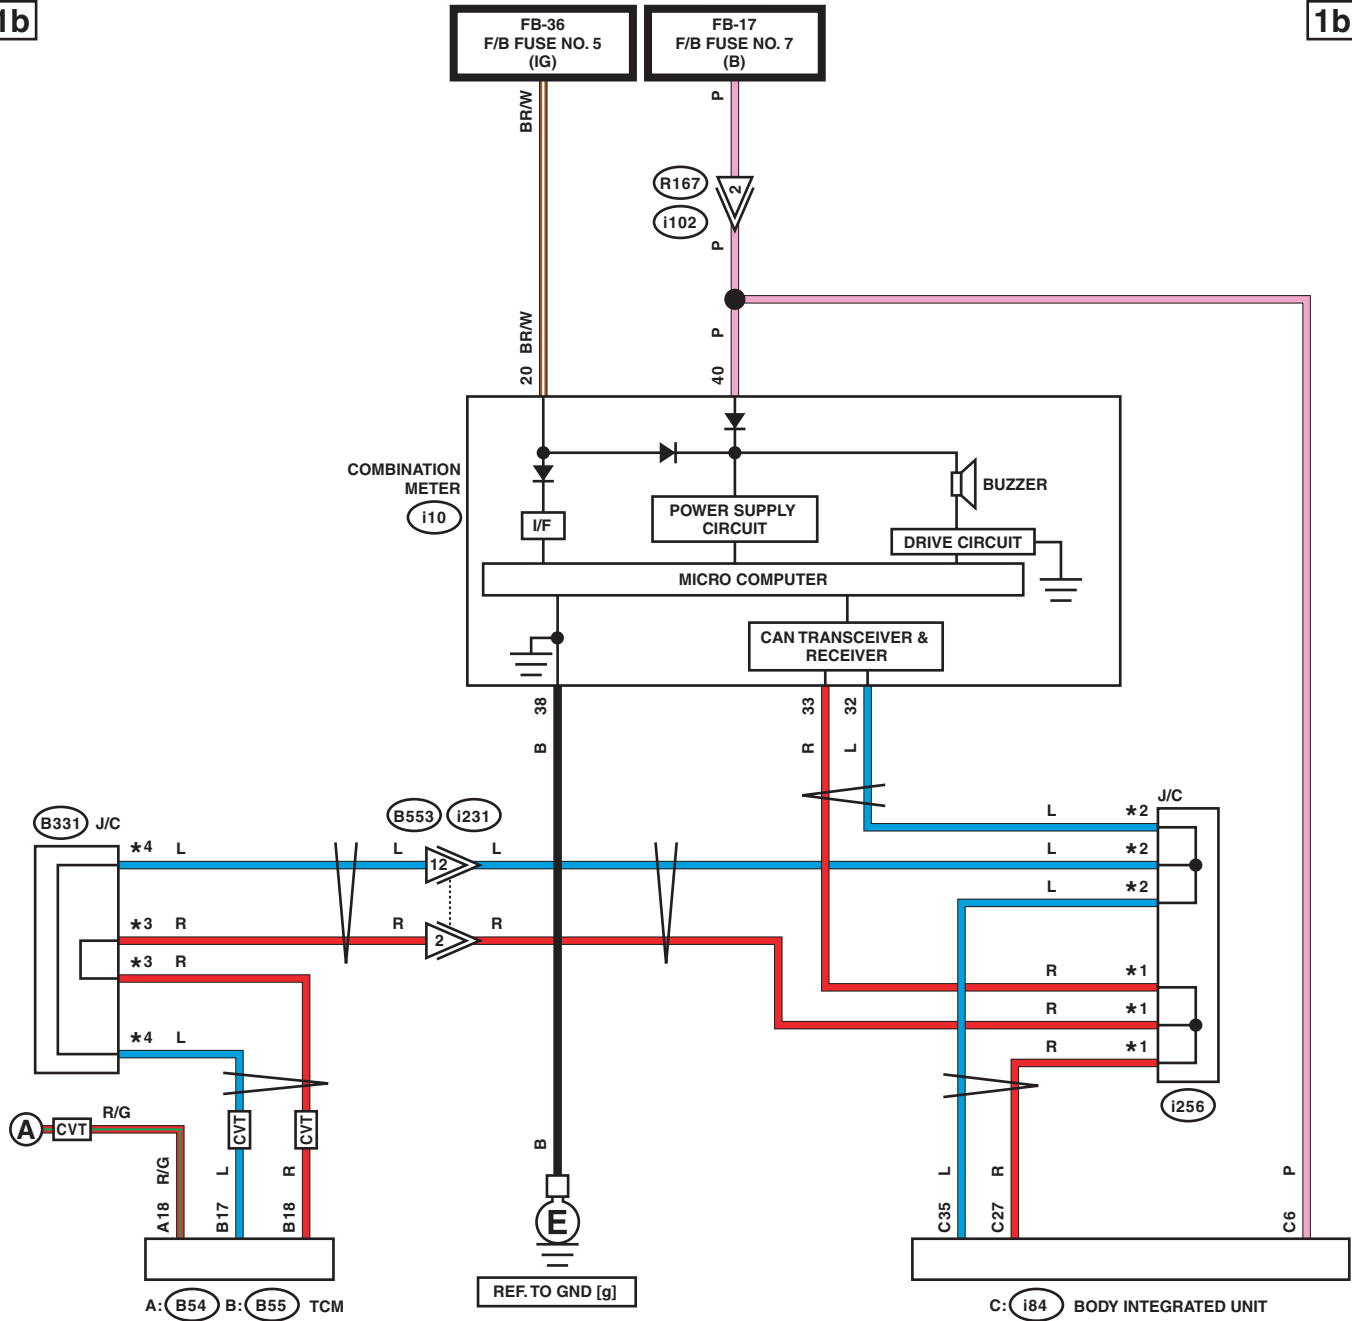 1b
1b
FB-36
F/B FUSE NO. 5
(IG)
FB-17
F/B FUSE NO. 7
(B)
BR/W
P
R167
2
i102
P
BR/W
P
20
40
COMBINATION
METER
i10
I/F
POWER SUPPLY
CIRCUIT
BUZZER
DRIVE CIRCUIT
MICRO COMPUTER
CAN TRANSCEIVER &
RECEIVER
38
33
32
B
R
L
B331
J/C
B553
i231
J/C
L
*2
*4
L
L
12
L
L
*2
L
*2
*3
R
R
2
R
*3
R
R
*1
R
*1
*4
L
R
*1
i256
A
CVT
R/G
CVT
CVT
B
R/G
L
R
L
R
P
A18
B17
B18
C35
C27
C6
E
REF. TO GND [g]
A:
B54
B:
B55
TCM
C:
i84
BODY INTEGRATED UNIT